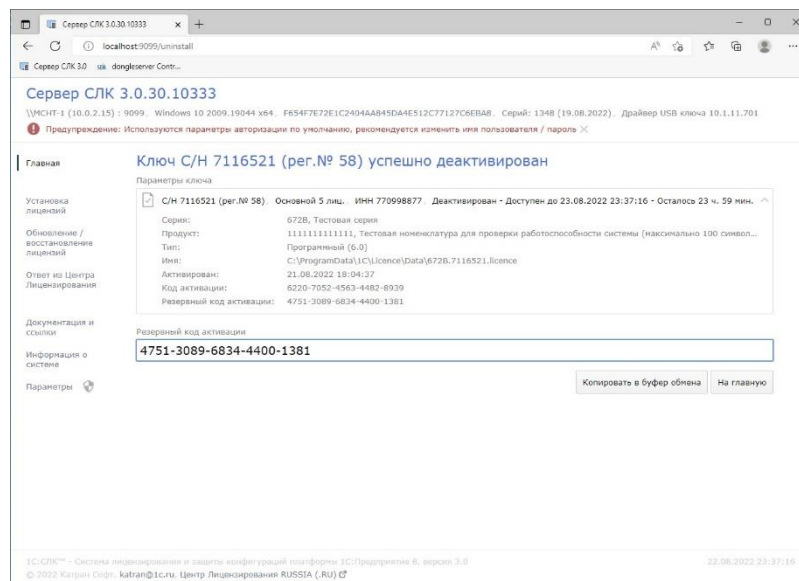 Сервер СЛК 3.0.30.10333
localhost:9099/uninstall
Сервер СЛК 3.0 dongleserver Contr...
Сервер СЛК 3.0.30.10333
\\МСНТ-1 (10.0.2.15) : 9099, Windows 10 2009.19044 x64, F654F7E72E1C2404AA845DA4E512C77127C6EBA8, Серий: 1348 (19.08.2022), Драйвер USB ключа 10.1.11.701
Предупреждение: Используются параметры авторизации по умолчанию, рекомендуется изменить имя пользователя / пароль
Главная
Установка
лицензий
Обновление /
восстановление
лицензий
Ответ из Центра
Лицензирования
Документация и
ссылки
Информация о
системе
Параметры
Ключ С/Н 7116521 (рег.№ 58) успешно деактивирован
Параметры ключа
С/Н 7116521 (рег.№ 58), Основной 5 лиц., ИНН 770998877, Деактивирован - Доступен до 23.08.2022 23:37:16 - Осталось 23 ч. 59 мин.
Серия: 672B, Тестовая серия
Продукт: 1111111111111, Тестовая номенклатура для проверки работоспособности системы (максимально 100 символ...
Тип: Программный (6.0)
Имя: C:\ProgramData\1C\Licence\Data\672B.7116521.licence
Активирован: 21.08.2022 18:04:37
Код активации: 6220-7052-4563-4482-8939
Резервный код активации: 4751-3089-6834-4400-1381
Резервный код активации
4751-3089-6834-4400-1381
Копировать в буфер обмена На главную
1С:СЛК™ - Система лицензирования и защиты конфигураций платформы 1С:Предприятие 8, версия 3.0
22.08.2022 23:37:16
© 2022 Катран Софт, katran@1c.ru, Центр Лицензирования RUSSIA (.RU)